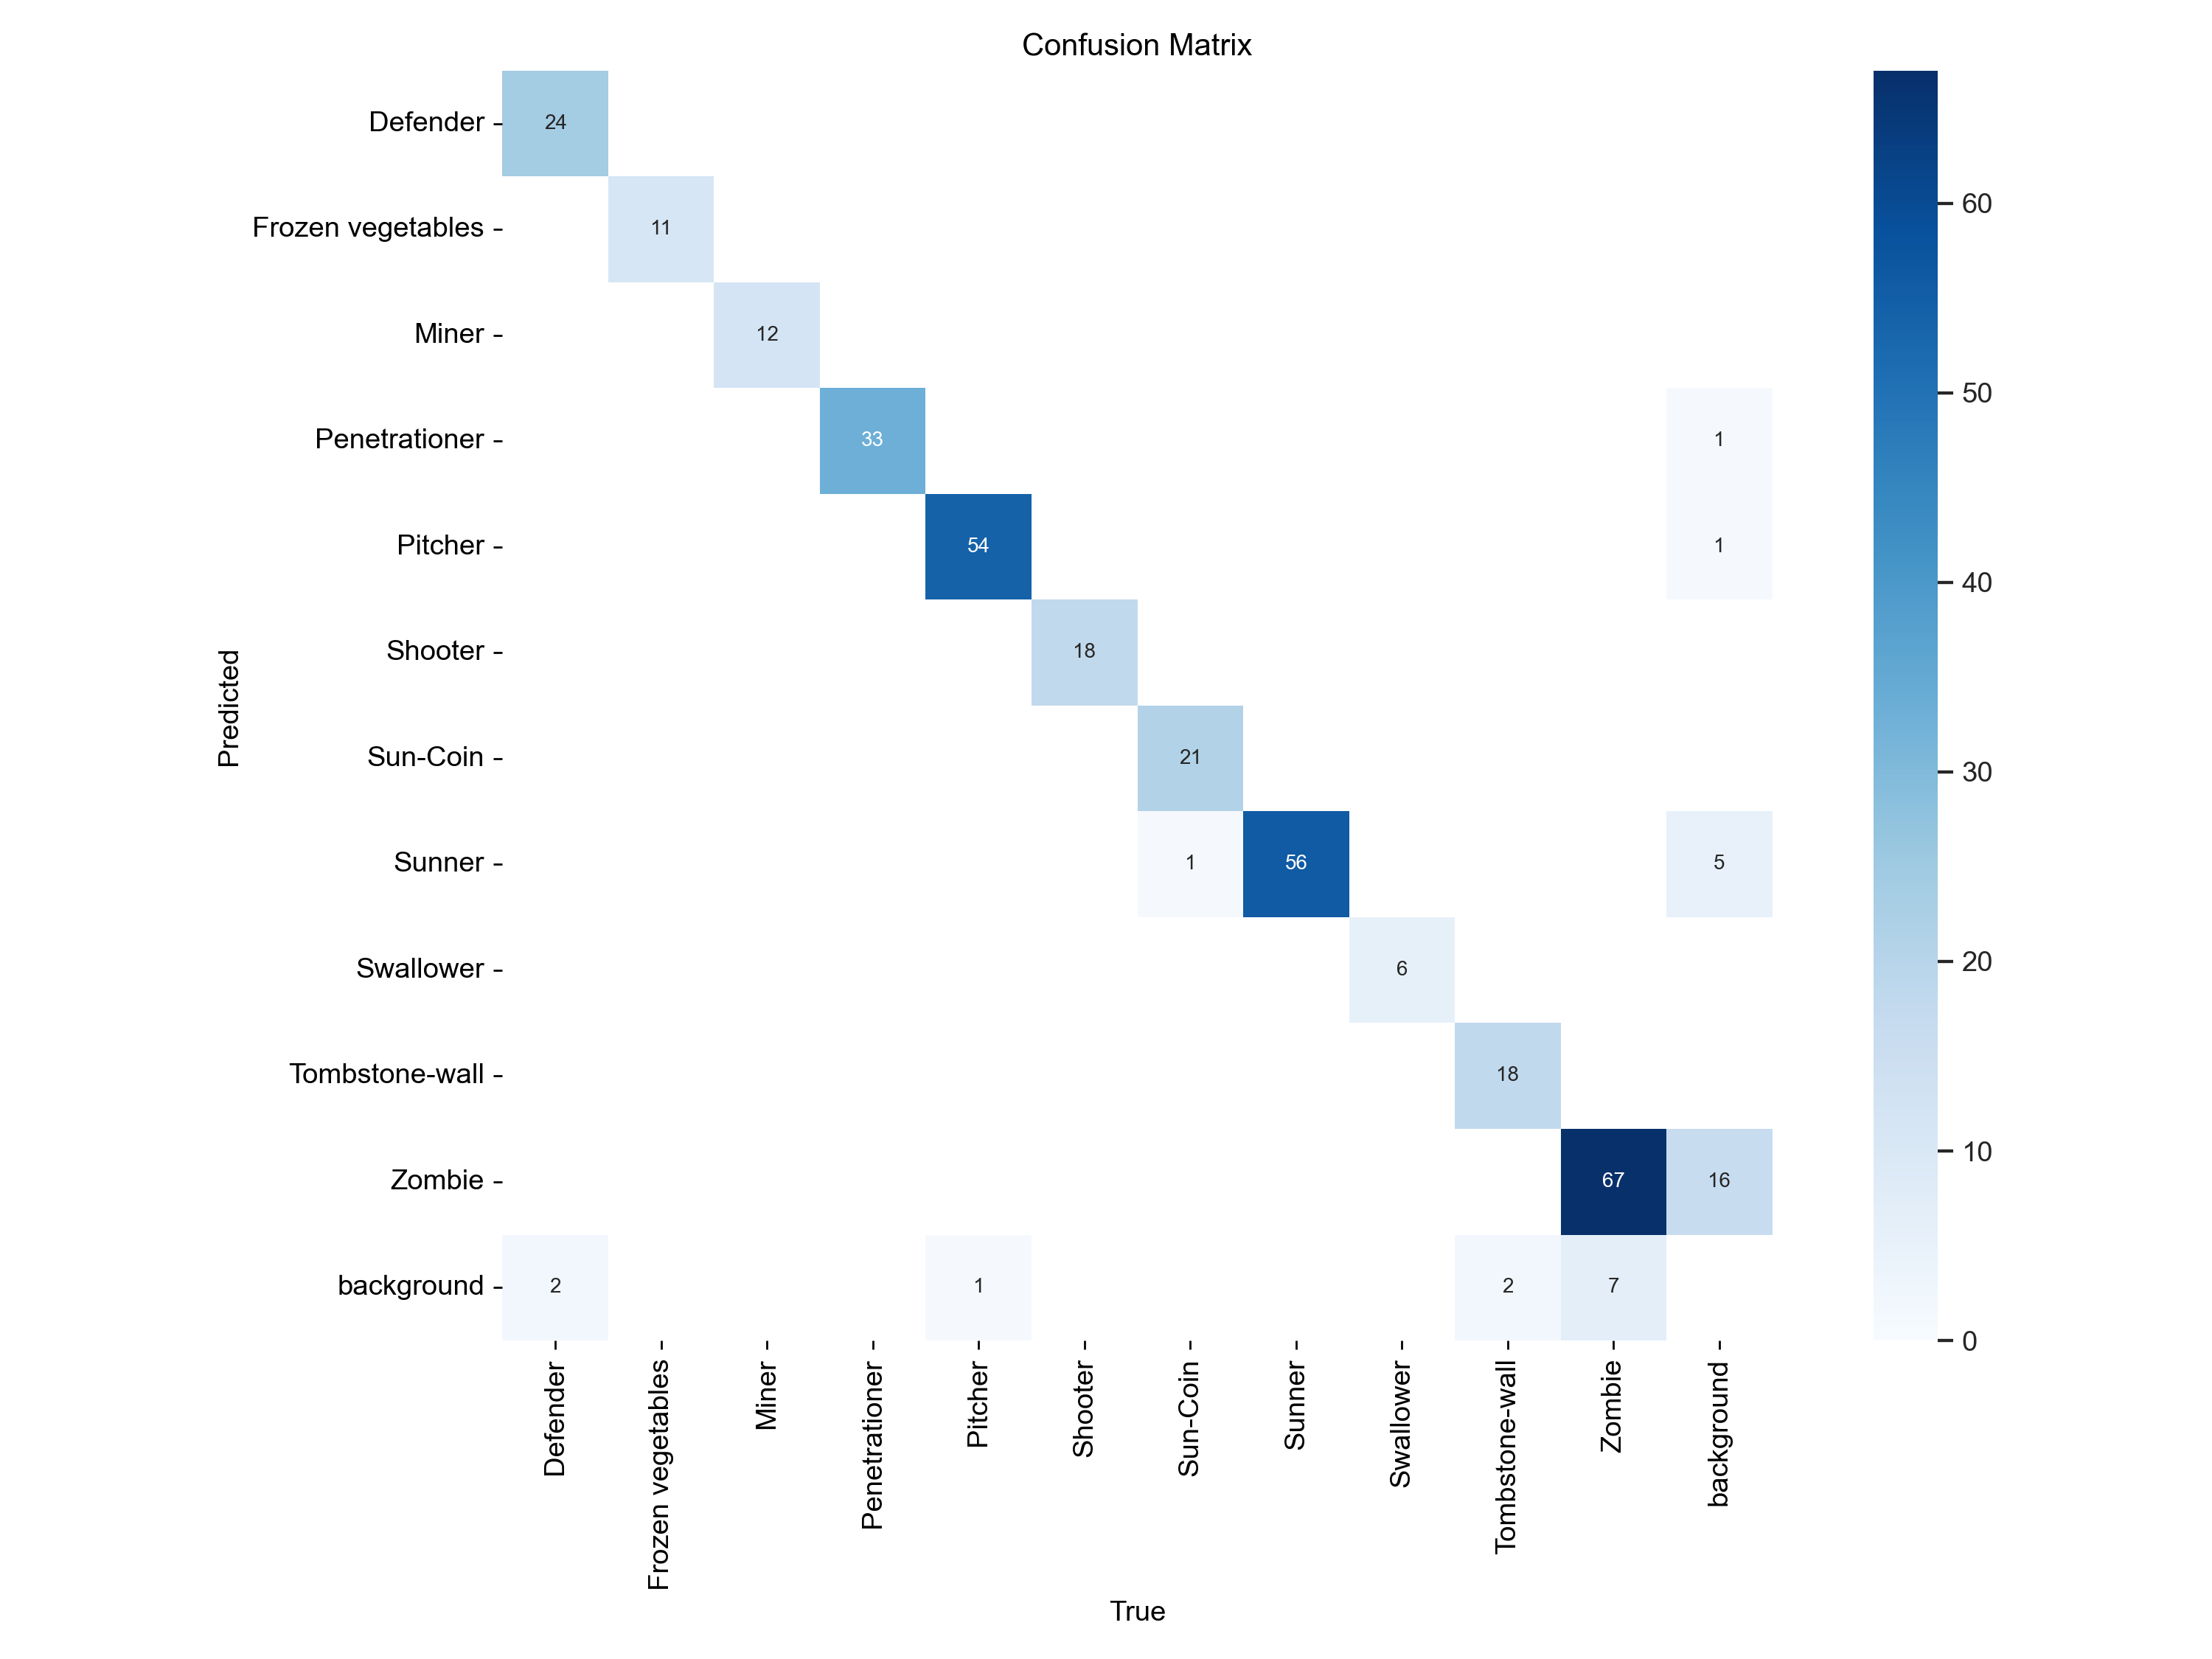 Confusion Matrix
Predicted
Defender 24
Frozen vegetables 11
Miner 12
Penetrationer 33 1
Pitcher 54 1
Shooter 18
Sun-Coin 21
Sunner 1 56 5
Swallower 6
Tombstone-wall 18
Zombie 67 16
background 2 1 2 7
Defender
Frozen vegetables
Miner
Penetrationer
Pitcher
Shooter
Sun-Coin
Sunner
Swallower
Tombstone-wall
Zombie
background
True
60
50
40
30
20
10
0